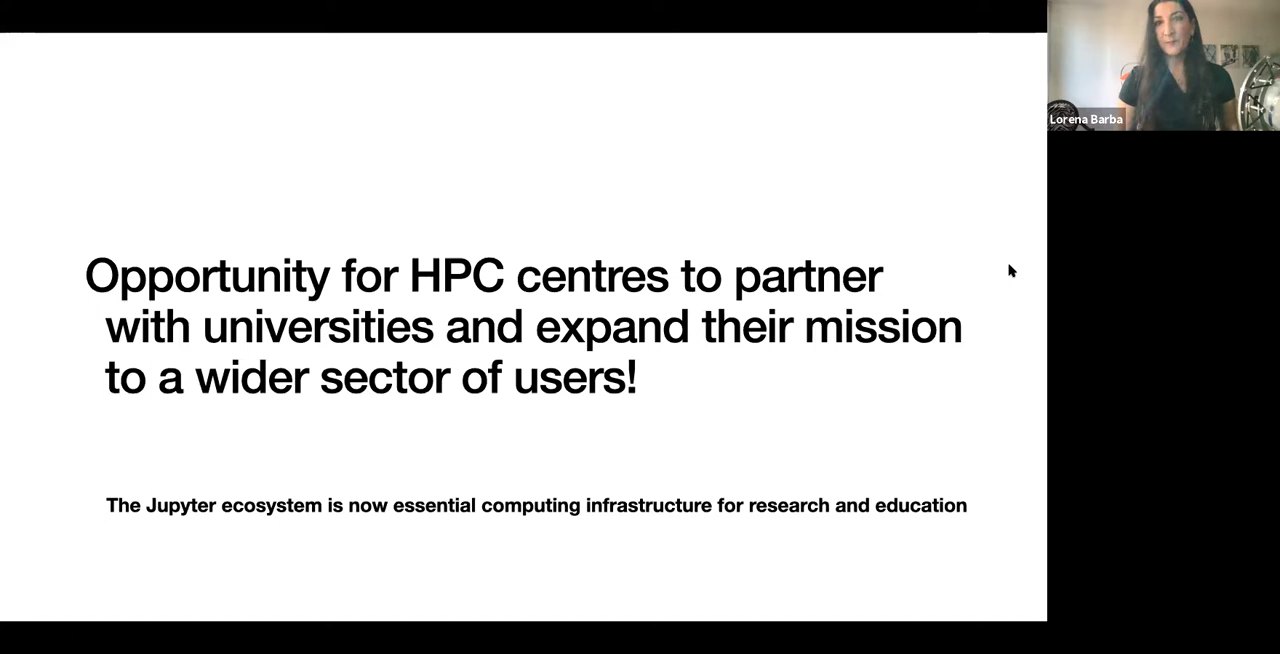 Opportunity for HPC centres to partner
with universities and expand their mission
to a wider sector of users!
The Jupyter ecosystem is now essential computing infrastructure for research and education
Lorena Barba